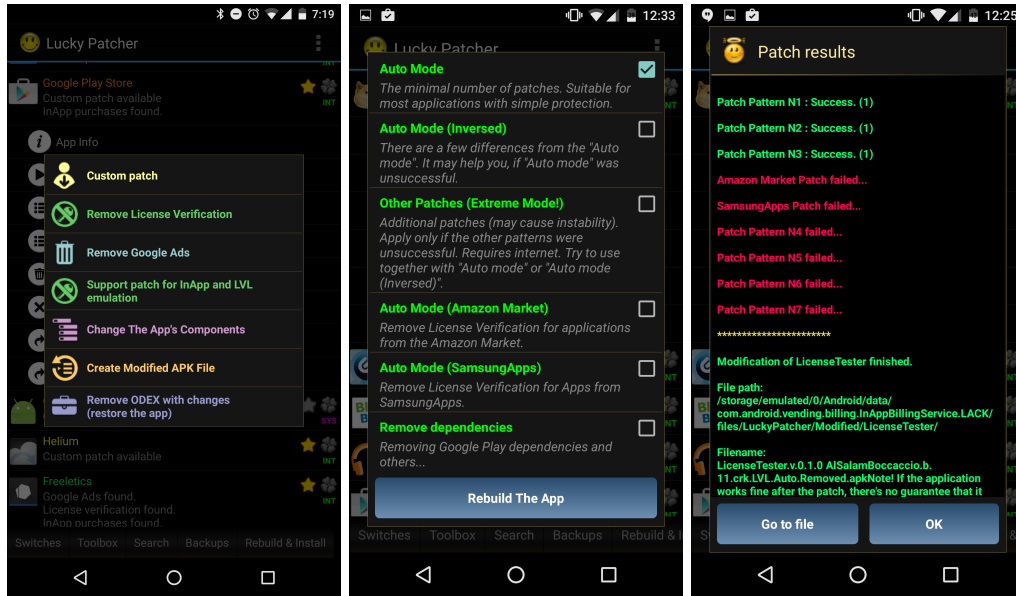 7:19
Lucky Patcher
INT
Google Play Store
Custom patch available
InApp purchases found.
INT
App Info
Custom patch
Remove License Verification
Remove Google Ads
Support patch for InApp and LVL
emulation
Change The App's Components
Create Modified APK File
Remove ODEX with changes
(restore the app)
SYS
Helium
Custom patch available
INT
Freeletics
Google Ads found.
License verification found.
InApp purchases found.
INT
Switches Toolbox Search Backups Rebuild & Install
12:33
Lucky Patcher
Auto Mode
The minimal number of patches. Suitable for
most applications with simple protection.
Auto Mode (Inversed)
There are a few differences from the "Auto
mode". It may help you, if "Auto mode" was
unsuccessful.
Other Patches (Extreme Mode!)
Additional patches (may cause instability).
Apply only if the other patterns were
unsuccessful. Requires internet. Try to use
together with "Auto mode" or "Auto mode
(Inversed)".
Auto Mode (Amazon Market)
Remove License Verification for applications
from the Amazon Market.
Auto Mode (SamsungApps)
Remove License Verification for Apps from
SamsungApps.
Remove dependencies
Removing Google Play dependencies and
others...
Rebuild The App
Switches Toolbox Search Backups Rebuild & I
12:25
Patch results
Patch Pattern N1 : Success. (1)
Patch Pattern N2 : Success. (1)
Patch Pattern N3 : Success. (1)
Amazon Market Patch failed...
SamsungApps Patch failed...
Patch Pattern N4 failed...
Patch Pattern N5 failed...
Patch Pattern N6 failed...
Patch Pattern N7 failed...
***********************
Modification of LicenseTester finished.
File path:
/storage/emulated/0/Android/data/
com.android.vending.billing.InAppBillingService.LACK/
files/LuckyPatcher/Modified/LicenseTester/
Filename:
LicenseTester.v.0.1.0 AlSalamBoccaccio.b.
11.crk.LVL.Auto.Removed.apkNote! If the application
works fine after the patch, there's no guarantee that it
Go to file OK